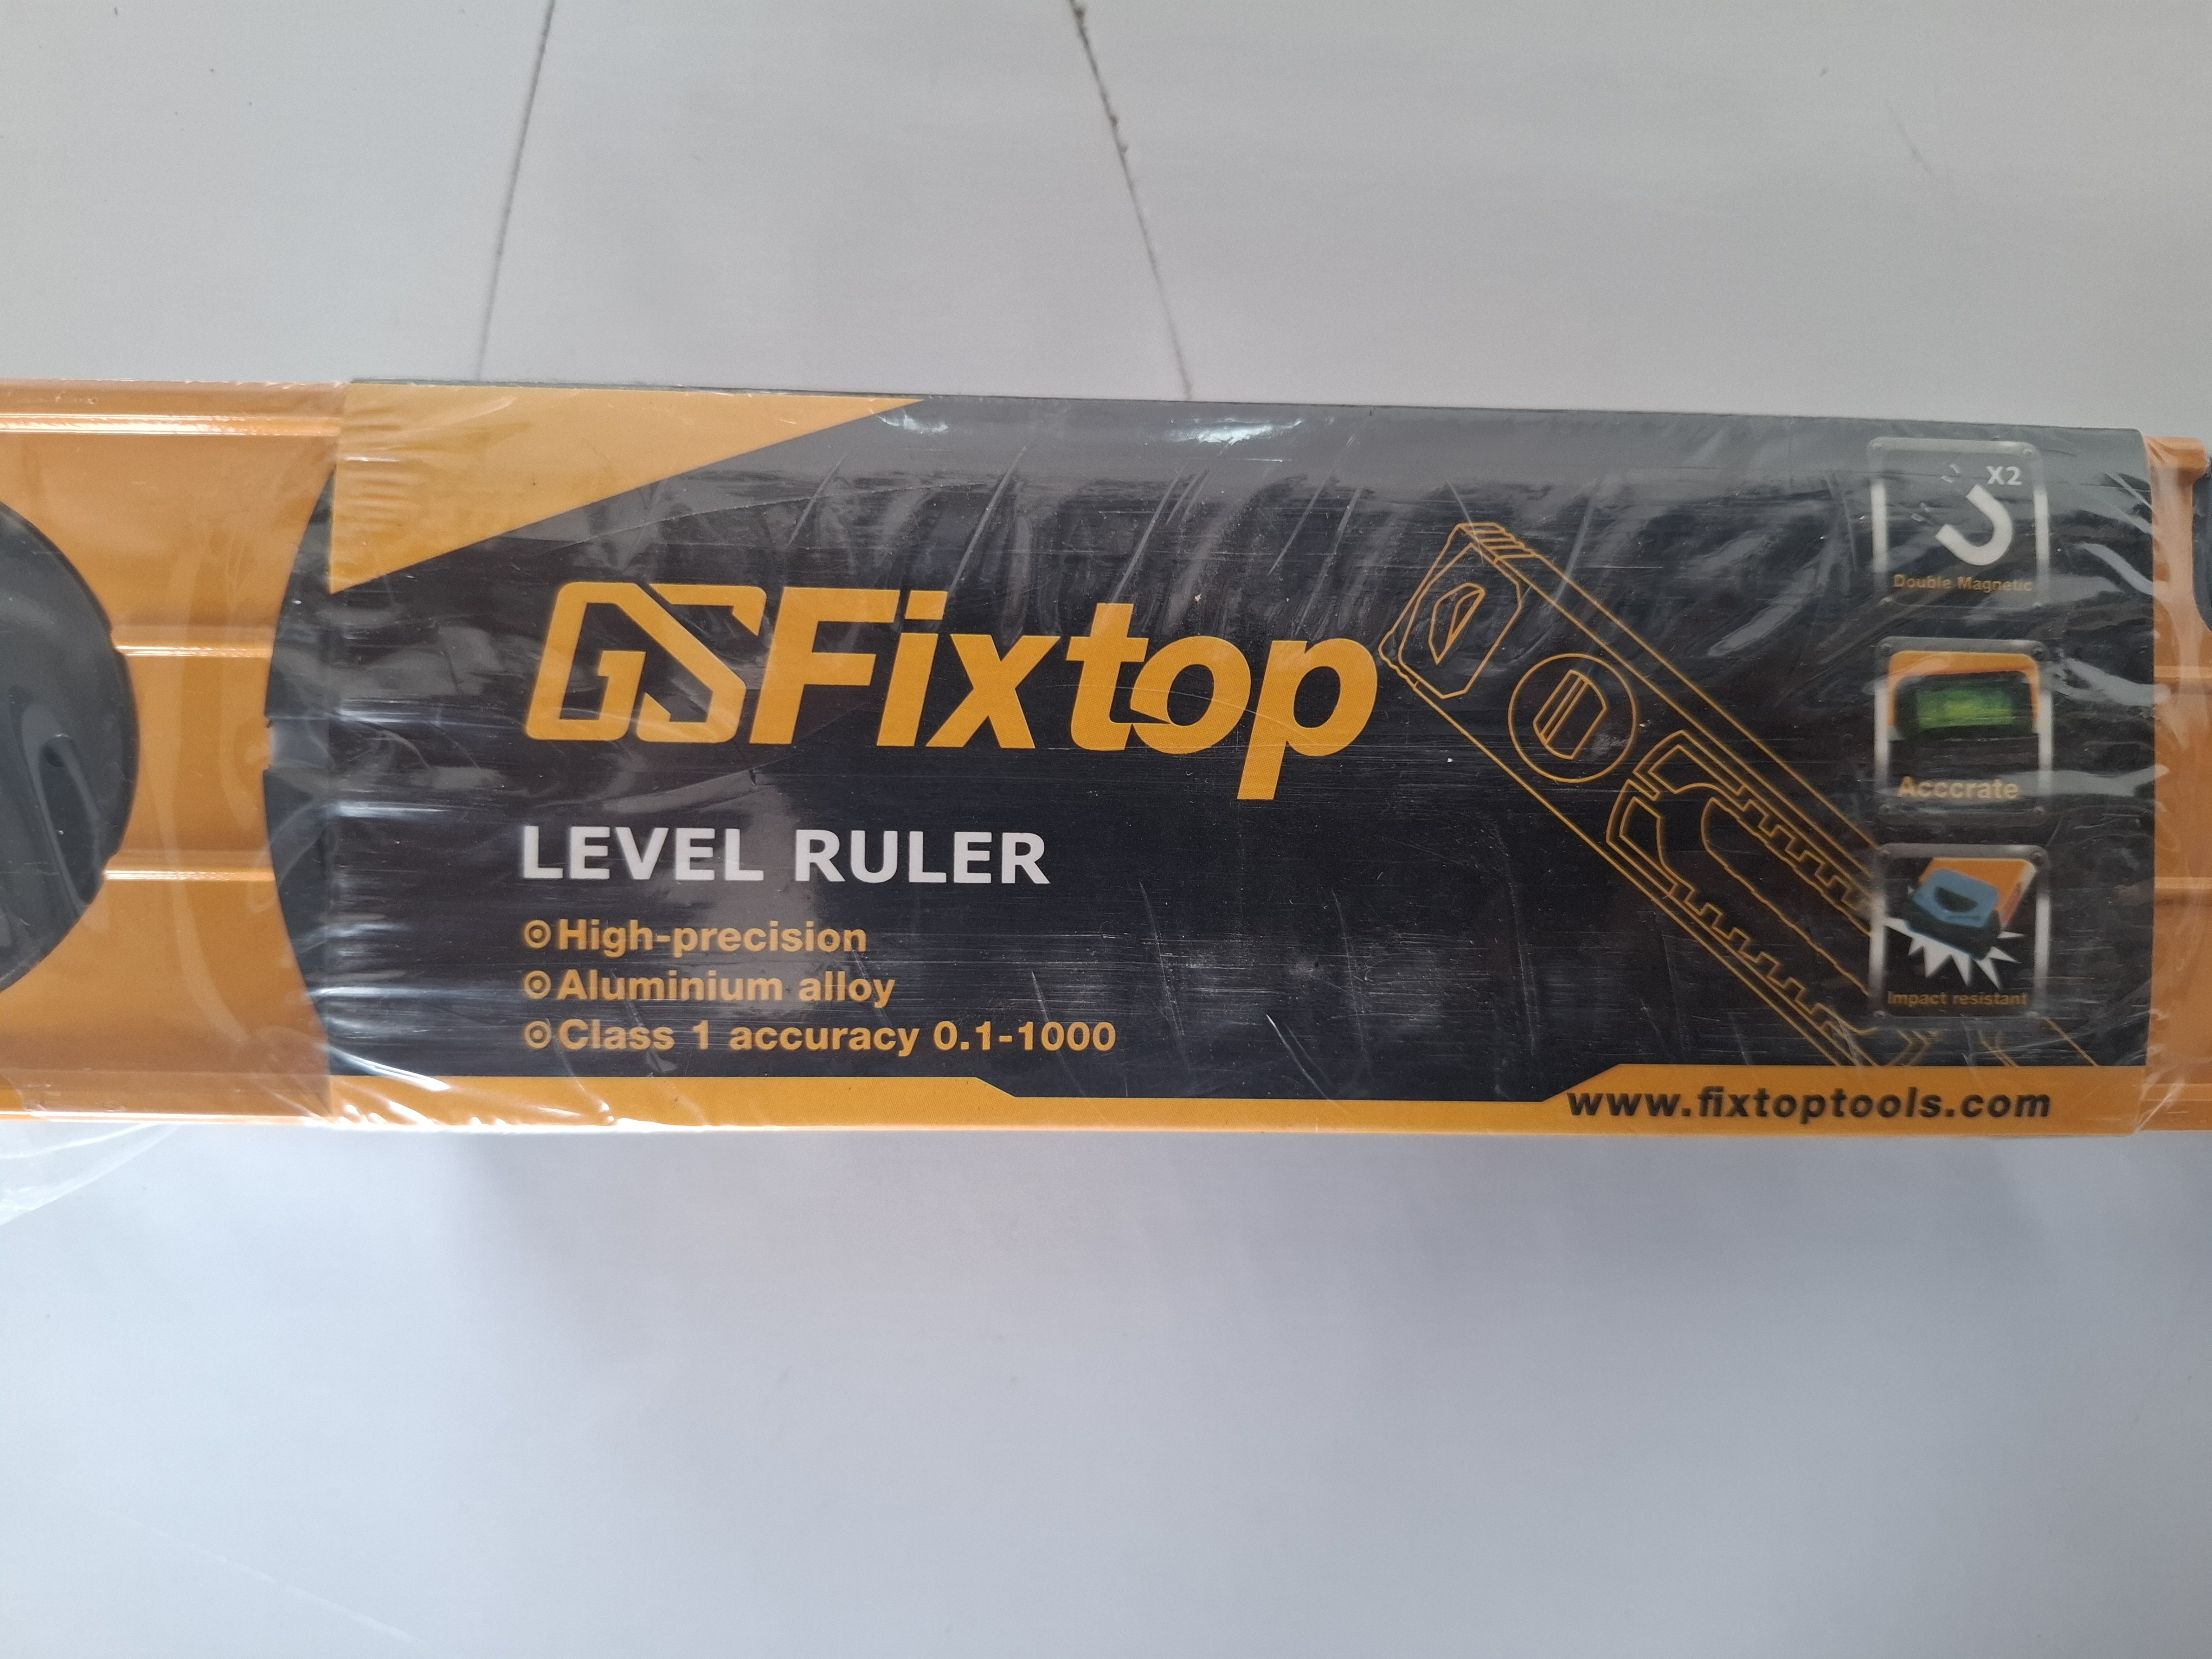 Fixtop
LEVEL RULER
High-precision
Aluminium alloy
Class 1 accuracy 0.1-1000
X2
Double Magnetic
Acccrate
Impact resistant
www.fixtoptools.com